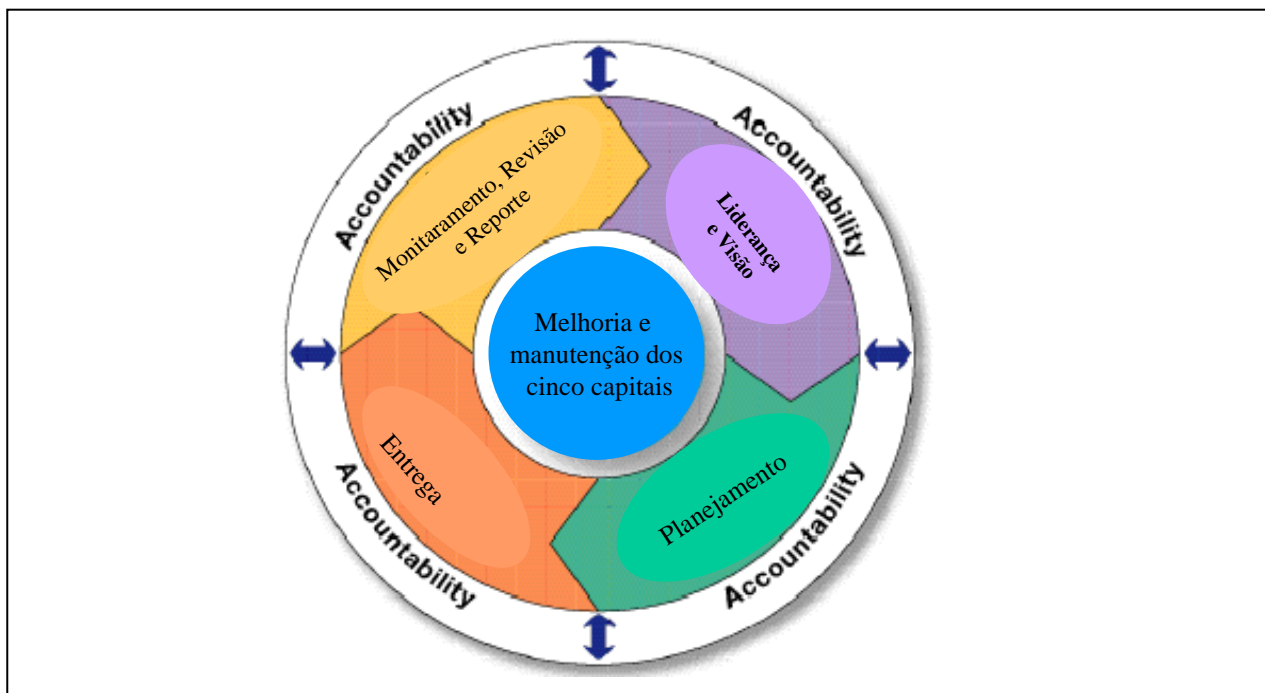 Accountability
Accountability
Monitaramento, Revisão
e Reporte
Liderança
e Visão
Melhoria e
manutenção dos
cinco capitais
Entrega
Planejamento
Accountability
Accountability